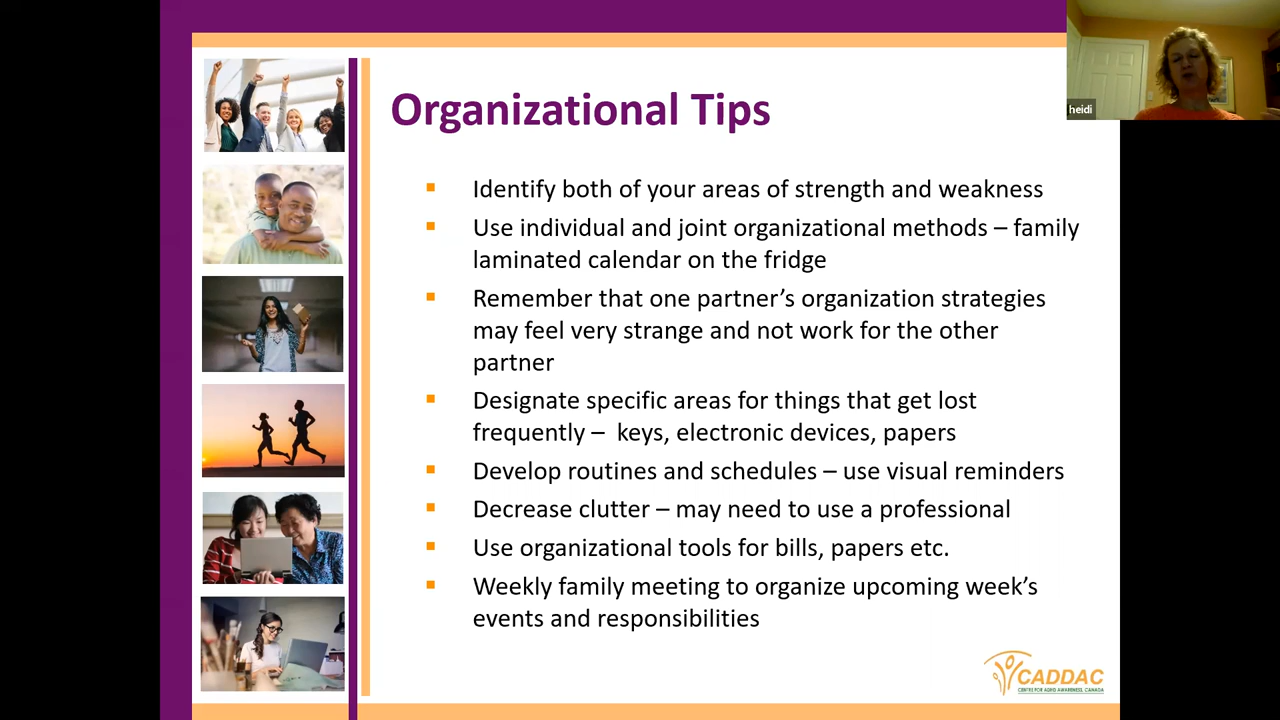 heidi
Organizational Tips
Identify both of your areas of strength and weakness
Use individual and joint organizational methods – family
laminated calendar on the fridge
Remember that one partner’s organization strategies
may feel very strange and not work for the other
partner
Designate specific areas for things that get lost
frequently – keys, electronic devices, papers
Develop routines and schedules – use visual reminders
Decrease clutter – may need to use a professional
Use organizational tools for bills, papers etc.
Weekly family meeting to organize upcoming week’s
events and responsibilities
CADDAC
CENTRE FOR ADHD AWARENESS, CANADA